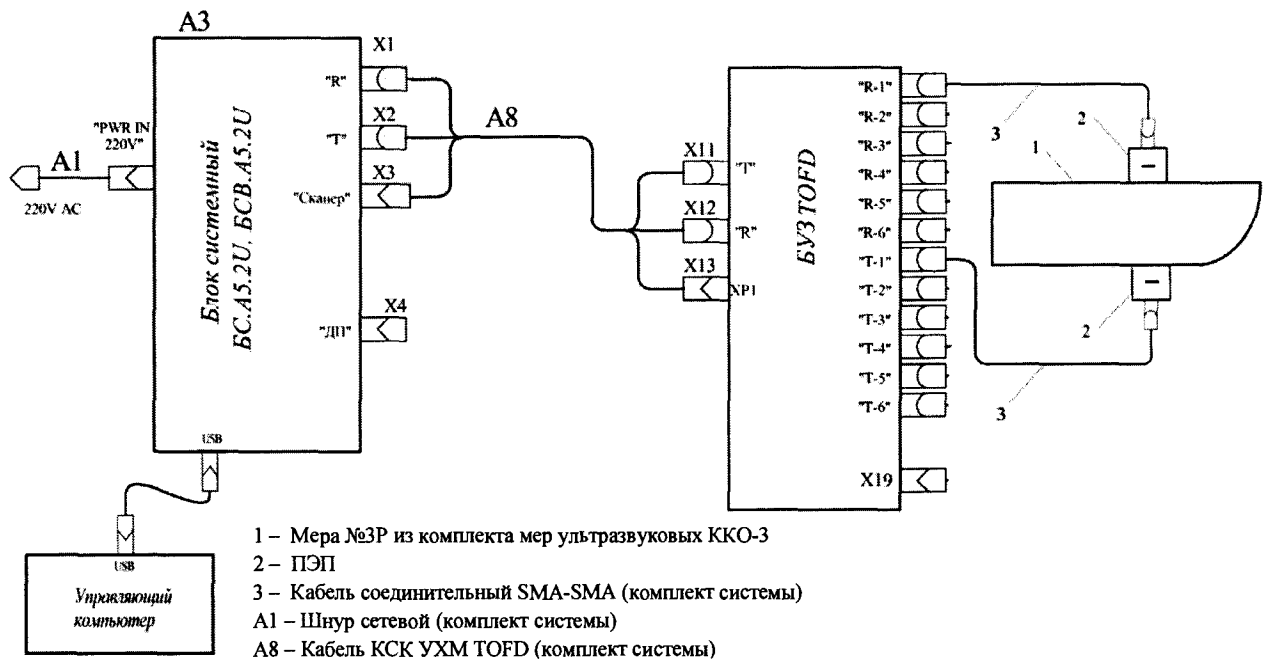 A3
X1
"R"
X2
"T"
X3
"Сканер"
X4
"ДП"
"PWR IN
220V"
A1
220V AC
Блок системный
БС.А5.2U, БСВ.А5.2U
USB
USB
Управляющий
компьютер
A8
X11
"T"
X12
"R"
X13
XP1
БУЗ TOFD
"R-1"
"R-2"
"R-3"
"R-4"
"R-5"
"R-6"
"T-1"
"T-2"
"T-3"
"T-4"
"T-5"
"T-6"
X19
3
2
1
2
3
1 – Мера №3Р из комплекта мер ультразвуковых ККО-3
2 – ПЭП
3 – Кабель соединительный SMA-SMA (комплект системы)
А1 – Шнур сетевой (комплект системы)
А8 – Кабель КСК УХМ TOFD (комплект системы)